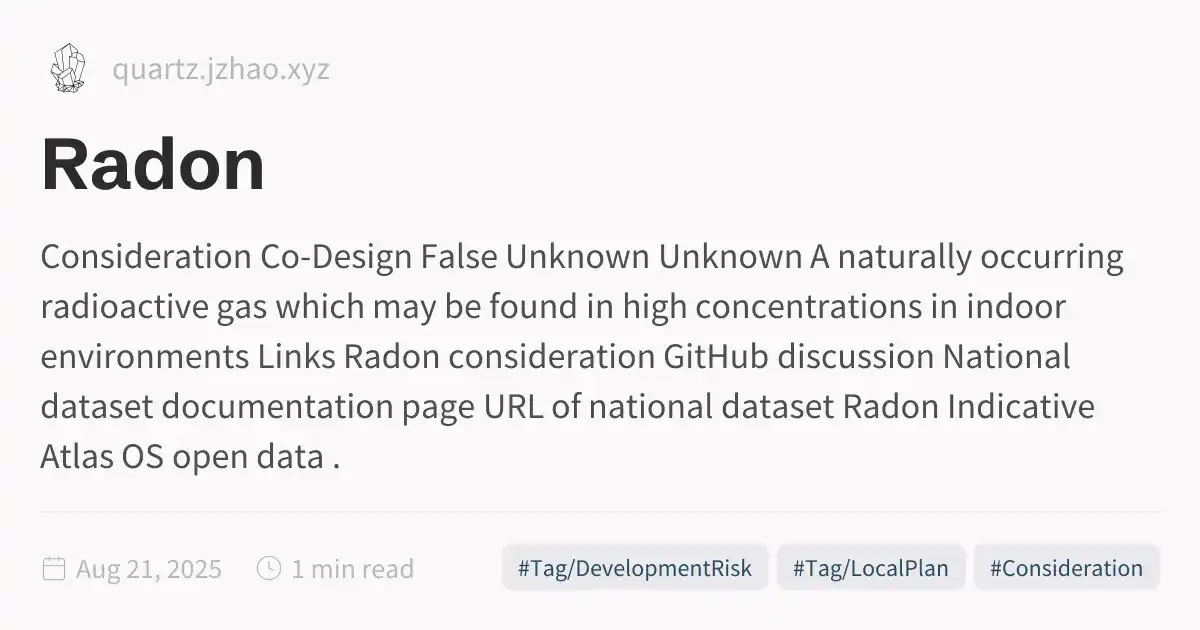 quartz.jzhao.xyz
Radon
Consideration Co-Design False Unknown Unknown A naturally occurring
radioactive gas which may be found in high concentrations in indoor
environments Links Radon consideration GitHub discussion National
dataset documentation page URL of national dataset Radon Indicative
Atlas OS open data .
Aug 21, 2025 1 min read #Tag/DevelopmentRisk #Tag/LocalPlan #Consideration